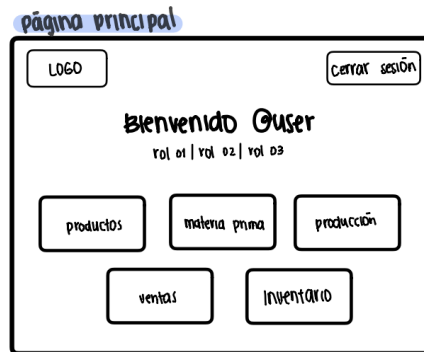 página principal
LOGO
cerrar sesión
Bienvenido @user
rol 01 | rol 02 | rol 03
productos
materia prima
producción
ventas
Inventario